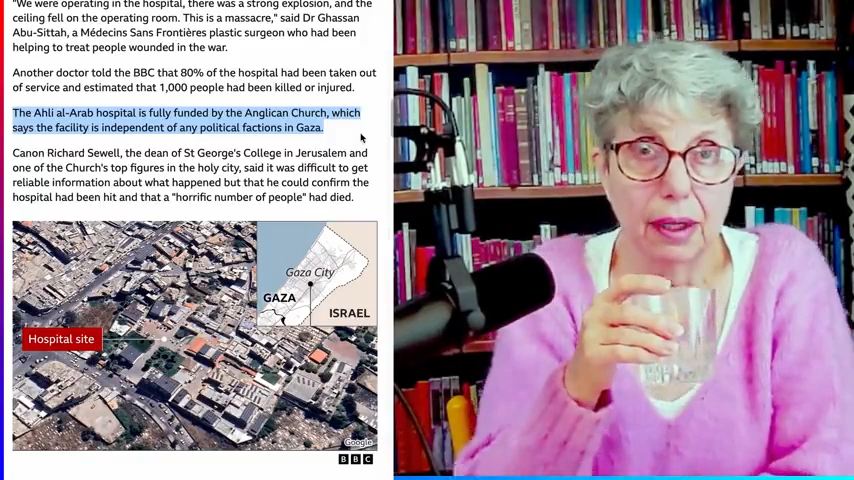 "We were operating in the hospital, there was a strong explosion, and the
ceiling fell on the operating room. This is a massacre," said Dr Ghassan
Abu-Sittah, a Médecins Sans Frontières plastic surgeon who had been
helping to treat people wounded in the war.
Another doctor told the BBC that 80% of the hospital had been taken out
of service and estimated that 1,000 people had been killed or injured.
The Ahli al-Arab hospital is fully funded by the Anglican Church, which
says the facility is independent of any political factions in Gaza.
Canon Richard Sewell, the dean of St George's College in Jerusalem and
one of the Church's top figures in the holy city, said it was difficult to get
reliable information about what happened but that he could confirm the
hospital had been hit and that a "horrific number of people" had died.
Gaza City
GAZA
ISRAEL
Hospital site
Google
BBC